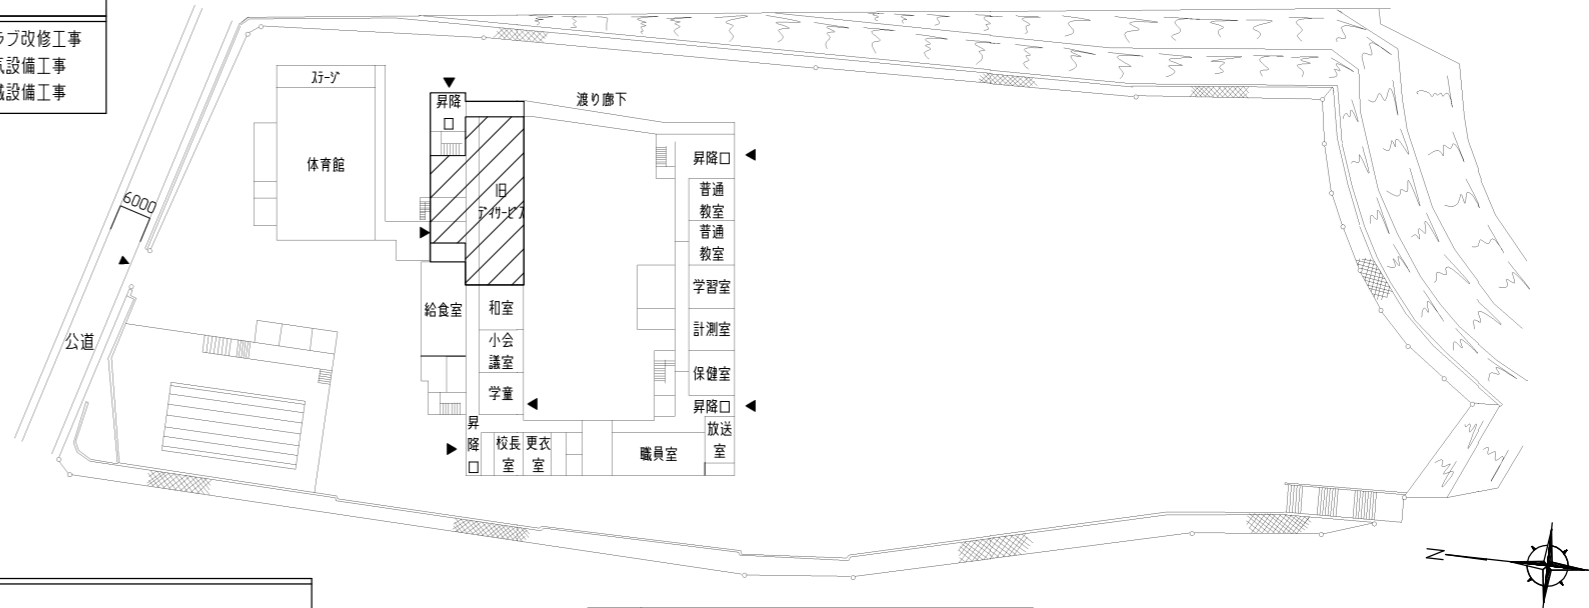 ラブ改修工事
気設備工事
械設備工事
ステージ
体育館
昇降
口
渡り廊下
旧
デイサービス
昇降口
普通
教室
普通
教室
学習室
計測室
保健室
昇降口
放送
室
6000
公道
給食室
和室
小会
議室
学童
昇
降
口
校長
室
更衣
室
職員室
N